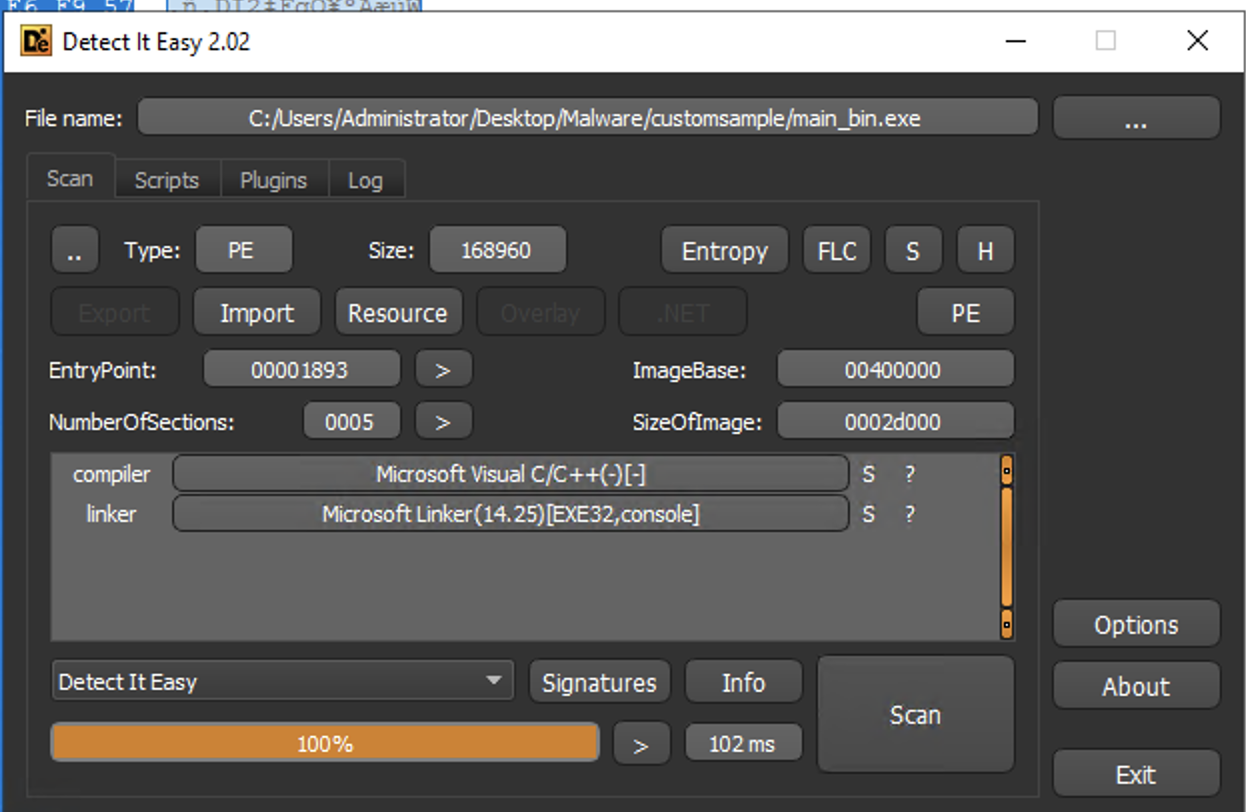 E6 F9 57
Detect It Easy 2.02
File name: C:/Users/Administrator/Desktop/Malware/customsample/main_bin.exe ...
Scan Scripts Plugins Log
.. Type: PE Size: 168960 Entropy FLC S H
Export Import Resource Overlay .NET PE
EntryPoint: 00001893 > ImageBase: 00400000
NumberOfSections: 0005 > SizeOfImage: 0002d000
compiler Microsoft Visual C/C++(-)[-] S ?
linker Microsoft Linker(14.25)[EXE32,console] S ?
Options
Detect It Easy Signatures Info Scan About
100% > 102 ms
Exit